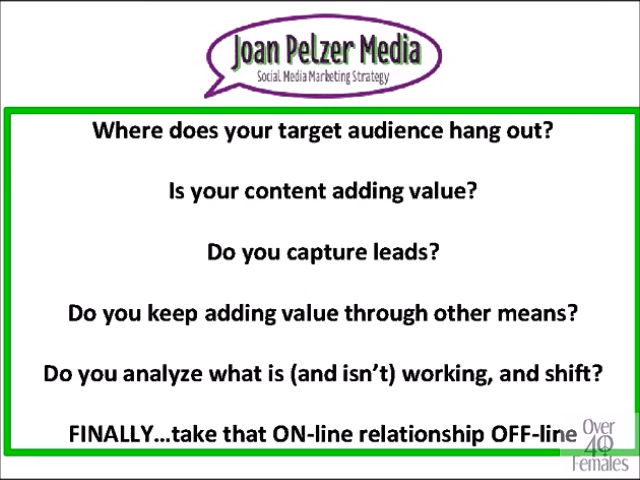 Joan Pelzer Media
Social Media Marketing Strategy
Where does your target audience hang out?
Is your content adding value?
Do you capture leads?
Do you keep adding value through other means?
Do you analyze what is (and isn't) working, and shift?
FINALLY...take that ON-line relationship OFF-line
Over
40
Females